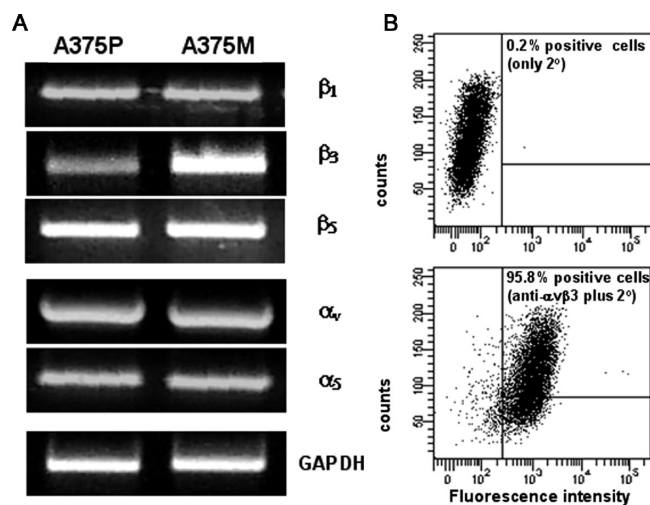 A
A375P A375M
β1
β3
β5
αv
α5
GAPDH
B
0.2% positive cells
(only 2º)
counts
250
200
150
100
50
0 10² 10³ 10⁴ 10⁵
95.8% positive cells
(anti-αvβ3 plus 2º)
counts
250
200
150
100
50
0 10² 10³ 10⁴ 10⁵
Fluorescence intensity